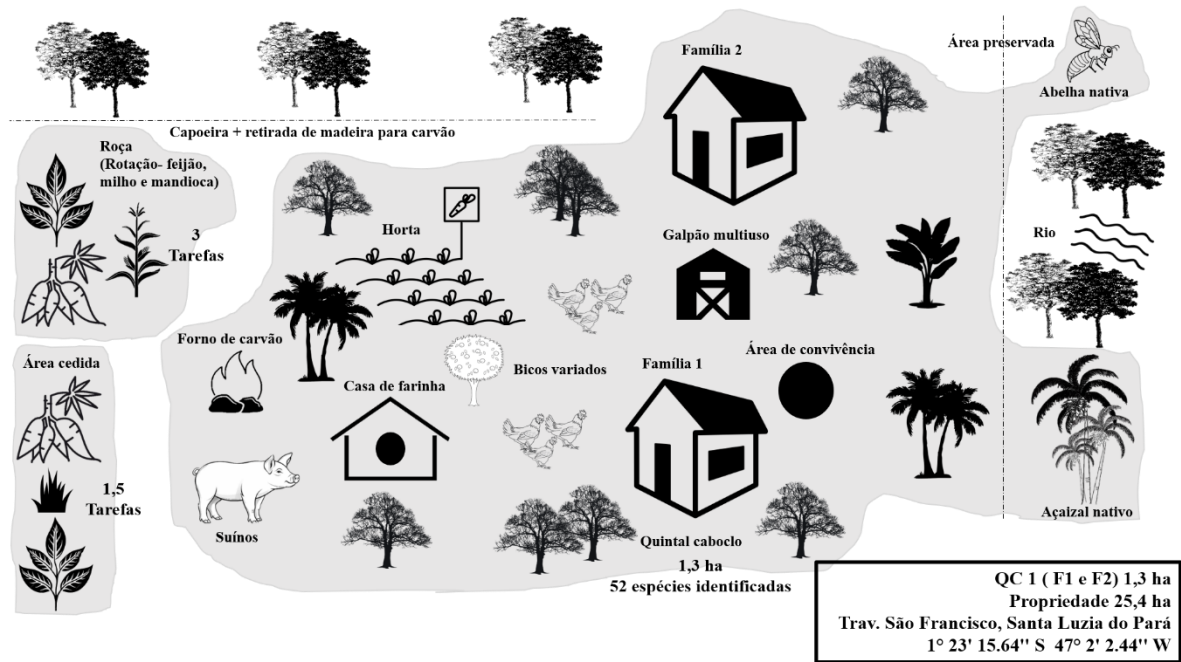 Família 2
Área preservada
Abelha nativa
Capoeira + retirada de madeira para carvão
Roça
(Rotação- feijão,
milho e mandioca)
3
Tarefas
Horta
Galpão multiuso
Rio
Forno de carvão
Área cedida
Casa de farinha
Bicos variados
Família 1
Área de convivência
1,5
Tarefas
Suínos
Açaizal nativo
Quintal caboclo
1,3 ha
52 espécies identificadas
QC 1 ( F1 e F2) 1,3 ha
Propriedade 25,4 ha
Trav. São Francisco, Santa Luzia do Pará
1° 23' 15.64'' S  47° 2' 2.44'' W